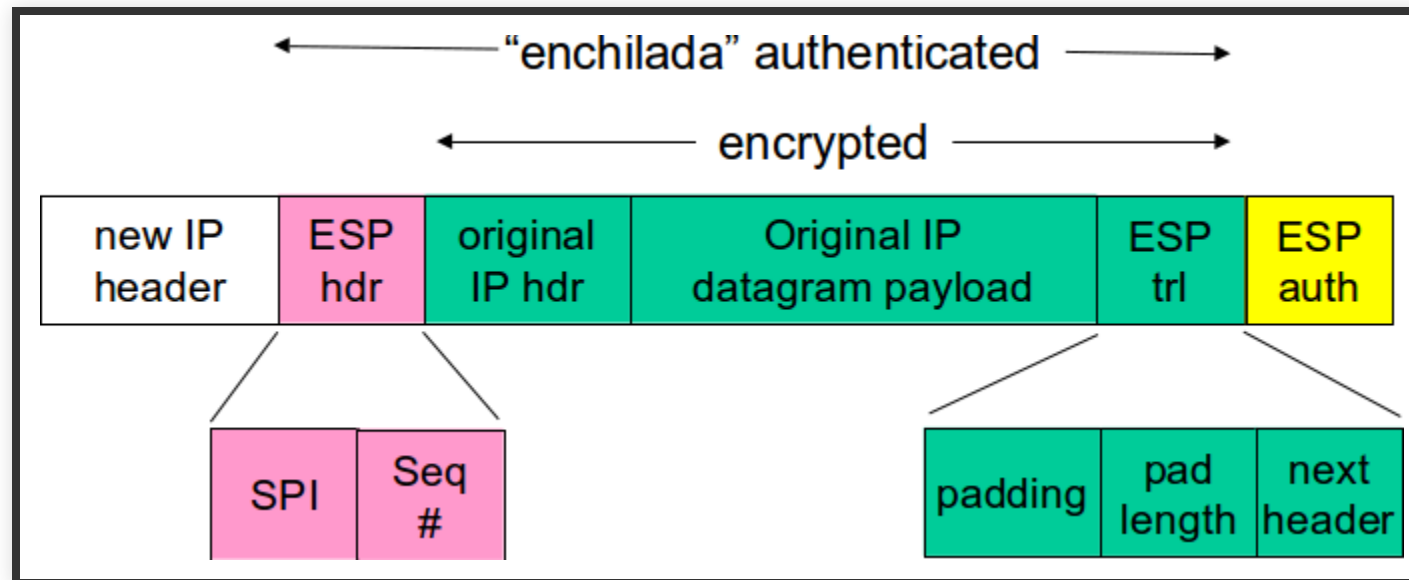 “enchilada” authenticated
encrypted
new IP
header
ESP
hdr
original
IP hdr
Original IP
datagram payload
ESP
trl
ESP
auth
SPI
Seq
#
padding
pad
length
next
header